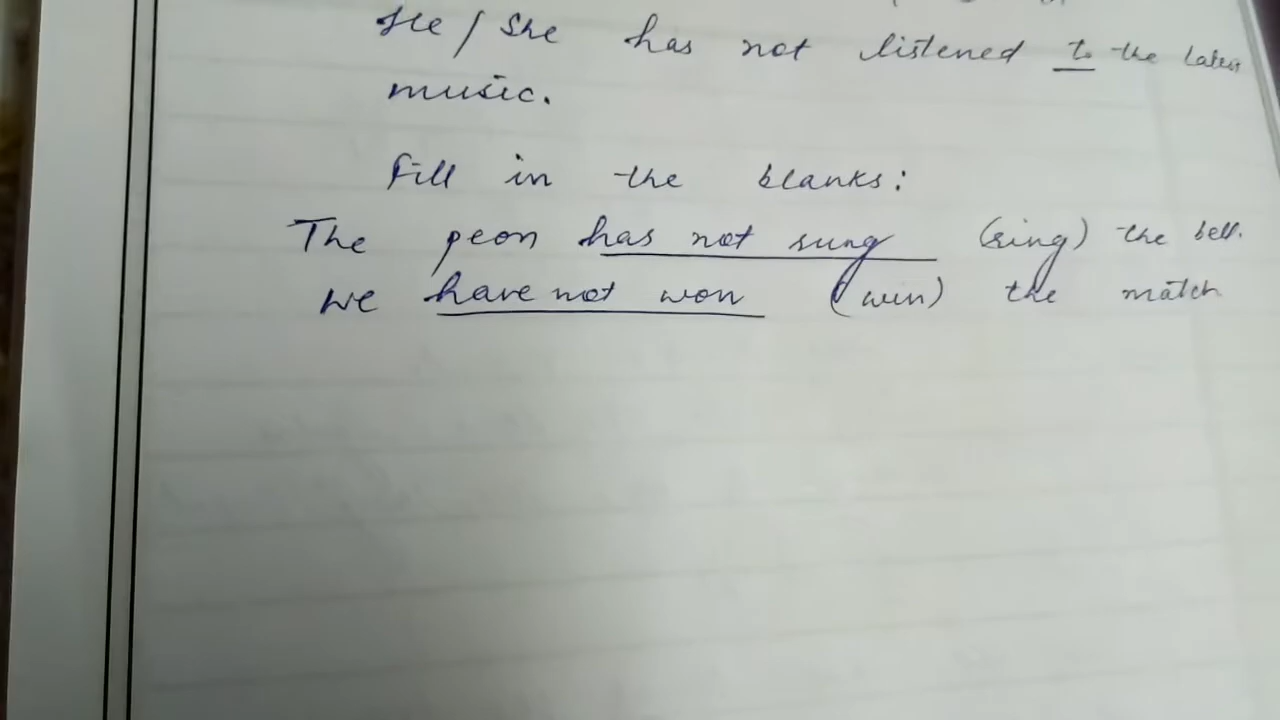 He / She has not listened to the latest
music.
Fill in the blanks:
The peon has not rung (ring) the bell.
We have not won (win) the match